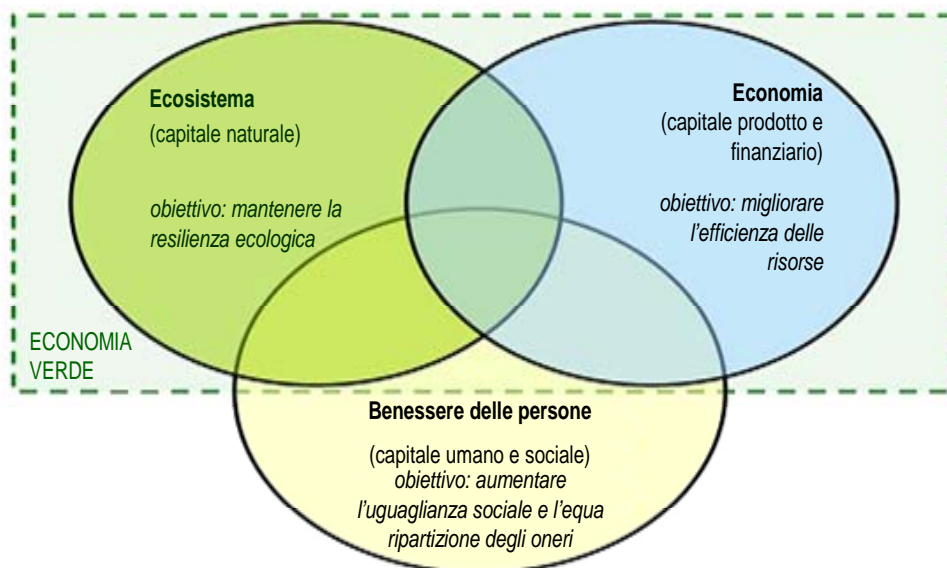 Ecosistema
(capitale naturale)
obiettivo: mantenere la
resilienza ecologica
Economia
(capitale prodotto e
finanziario)
obiettivo: migliorare
l'efficienza delle
risorse
ECONOMIA
VERDE
Benessere delle persone
(capitale umano e sociale)
obiettivo: aumentare
l'uguaglianza sociale e l'equa
ripartizione degli oneri